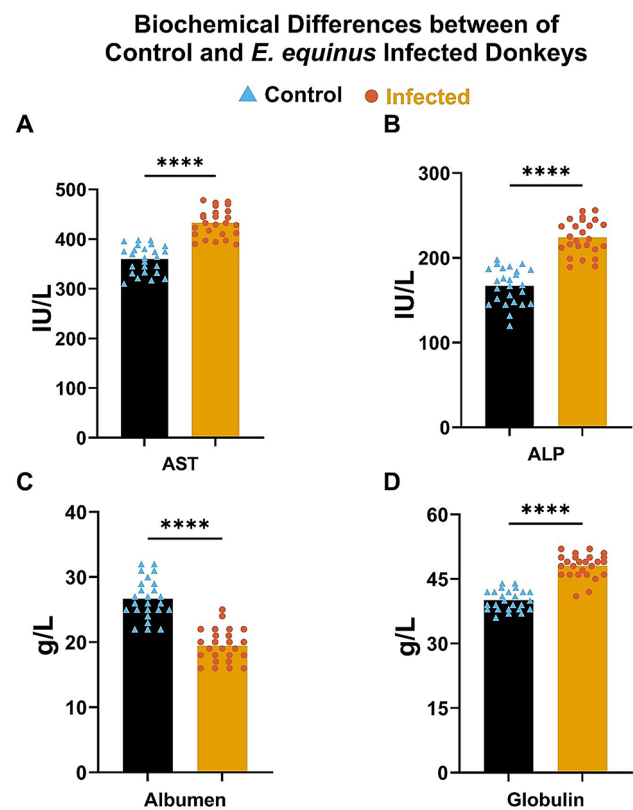 Biochemical Differences between of
Control and E. equinus Infected Donkeys
Control Infected
A
****
500
400
300
200
100
0
IU/L
AST
B
****
300
200
100
0
IU/L
ALP
C
****
40
30
20
10
0
g/L
Albumen
D
****
60
45
30
15
0
g/L
Globulin